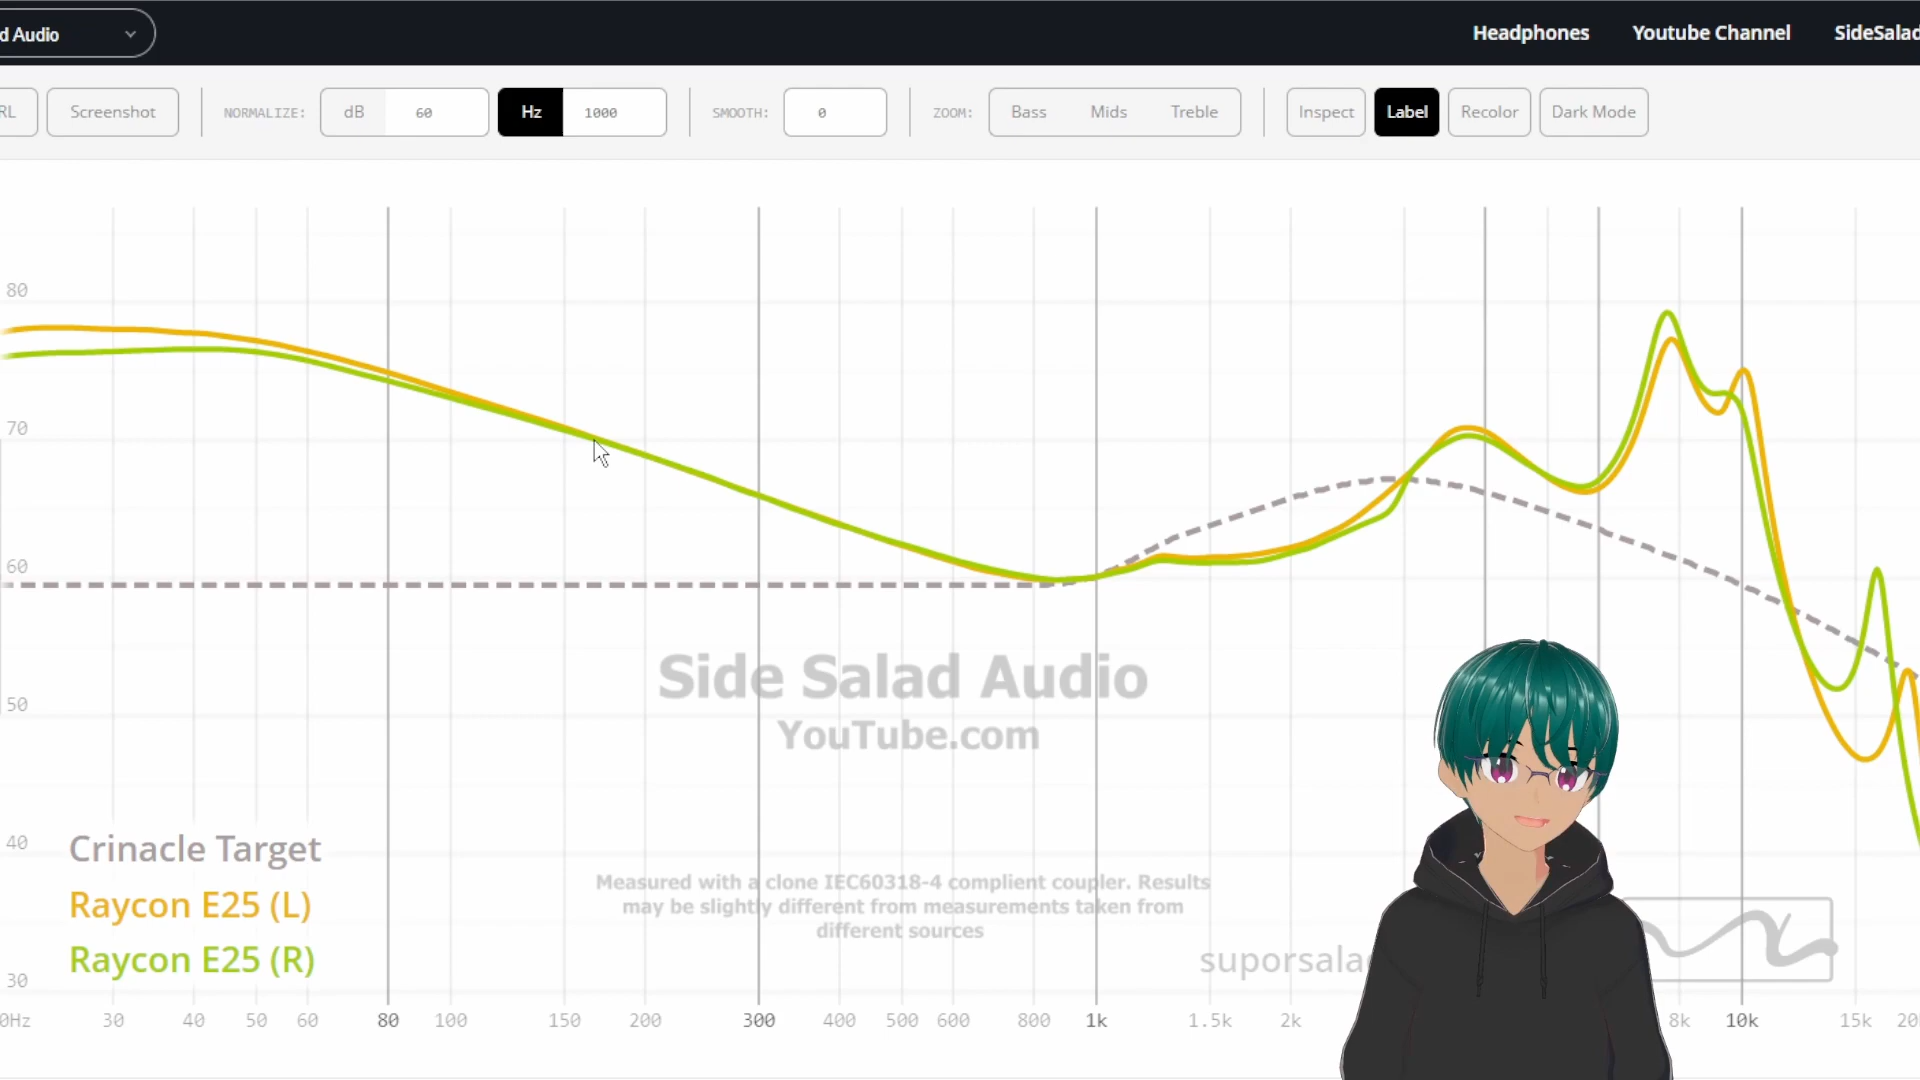 d Audio
Headphones
Youtube Channel
SideSalad
RL
Screenshot
NORMALIZE:
dB
60
Hz
1000
SMOOTH:
0
ZOOM:
Bass
Mids
Treble
Inspect
Label
Recolor
Dark Mode
80
70
60
50
40
30
Side Salad Audio
YouTube.com
Crinacle Target
Raycon E25 (L)
Raycon E25 (R)
Measured with a clone IEC60318-4 complient coupler. Results
may be slightly different from measurements taken from
different sources
suporsala
0Hz
30
40
50
60
80
100
150
200
300
400
500
600
800
1k
1.5k
2k
8k
10k
15k
20